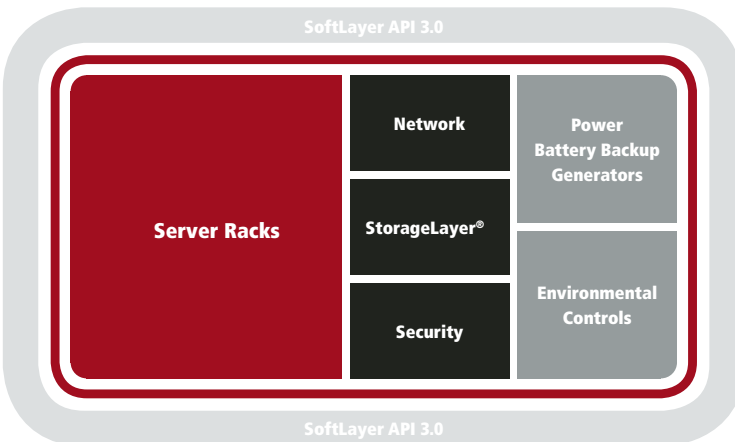 SoftLayer API 3.0
Server Racks
Network
StorageLayer®
Security
Power
Battery Backup
Generators
Environmental
Controls
SoftLayer API 3.0